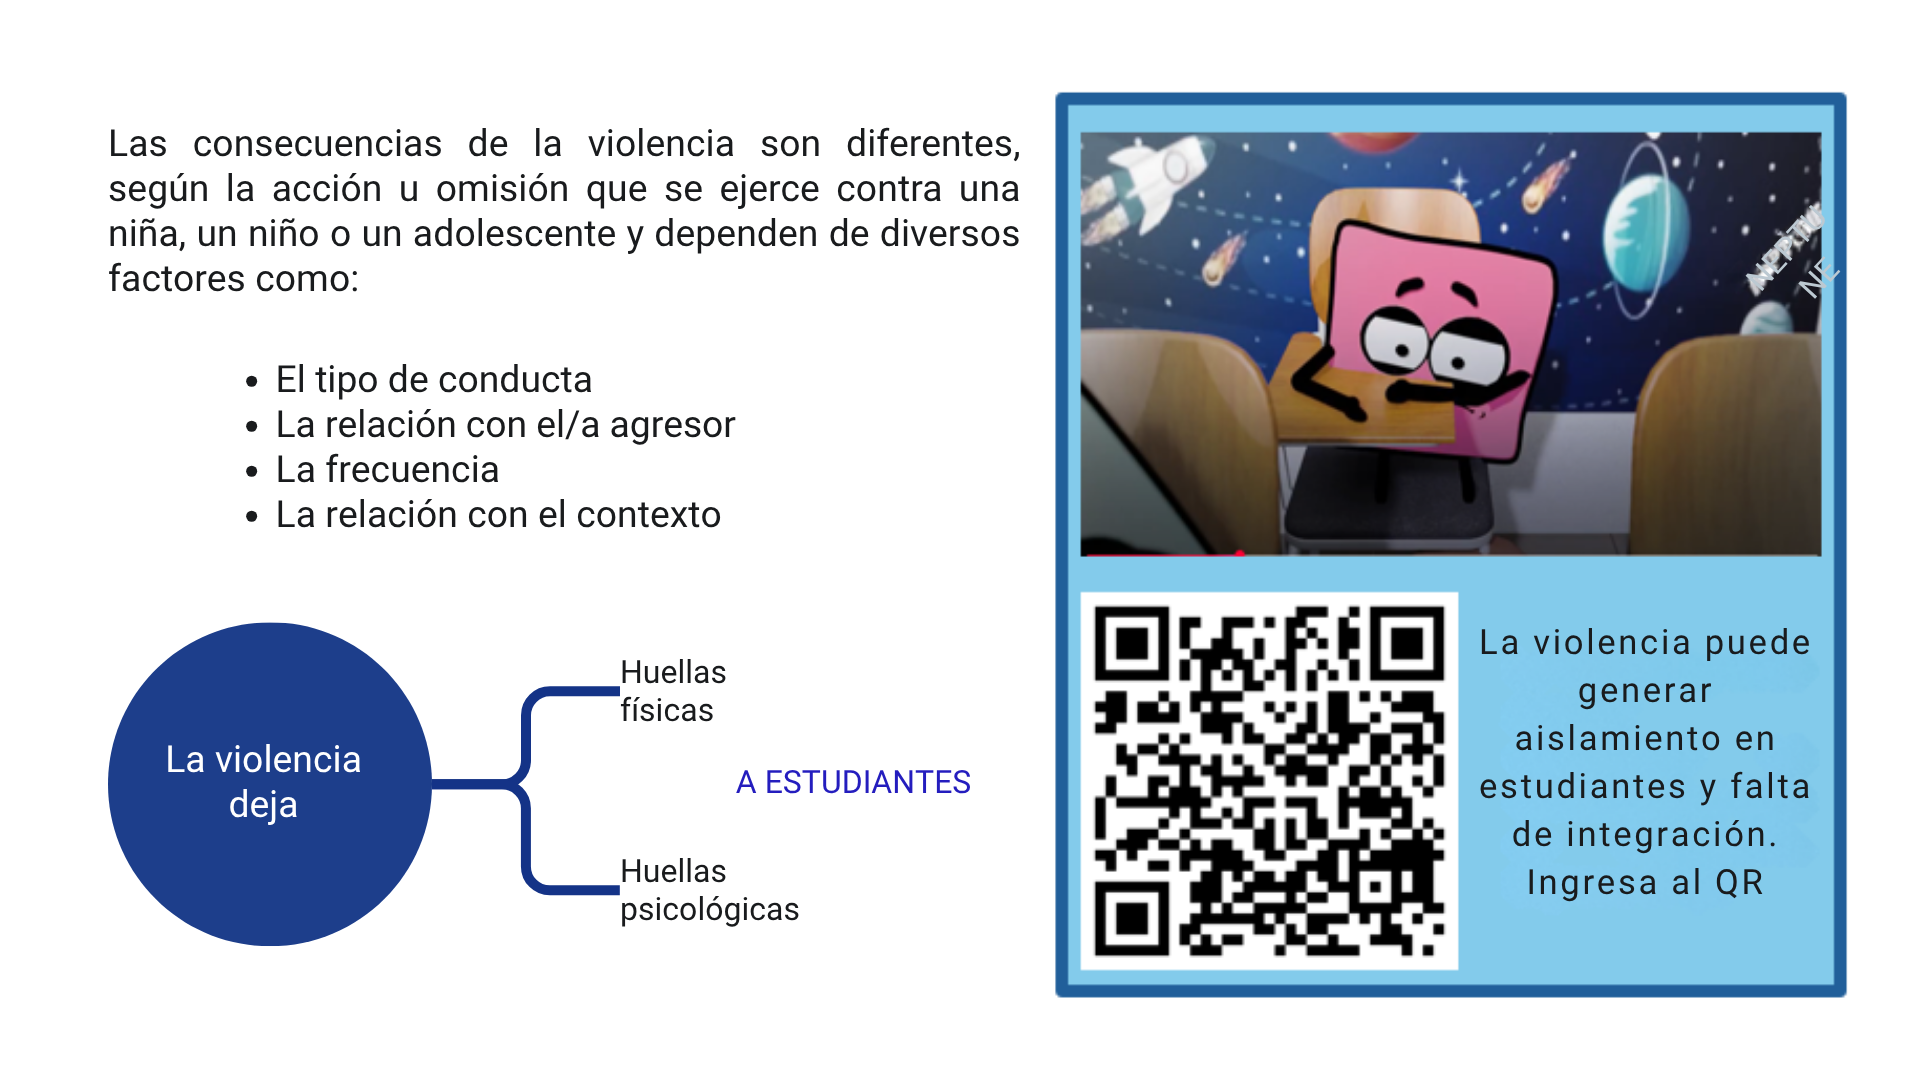 Las consecuencias de la violencia son diferentes,
según la acción u omisión que se ejerce contra una
niña, un niño o un adolescente y dependen de diversos
factores como:
• El tipo de conducta
• La relación con el/a agresor
• La frecuencia
• La relación con el contexto
La violencia
deja
Huellas
físicas
A ESTUDIANTES
Huellas
psicológicas
NE
La violencia puede
generar
aislamiento en
estudiantes y falta
de integración.
Ingresa al QR